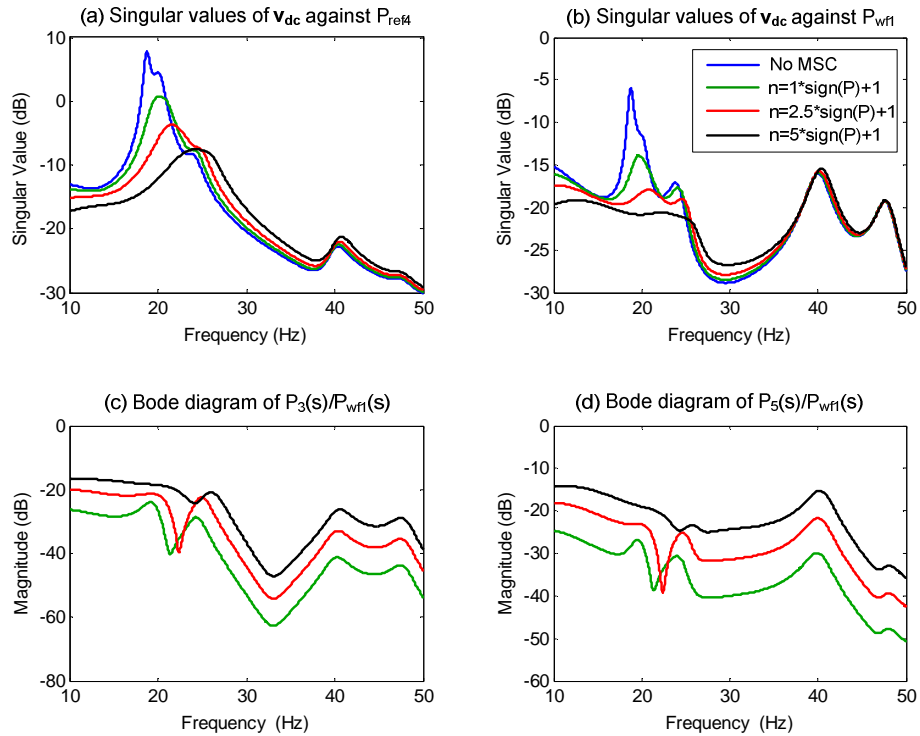 (a) Singular values of vdc against Pref4
Singular Value (dB)
10
0
-10
-20
-30
10 20 30 40 50
Frequency (Hz)
(b) Singular values of vdc against Pwf1
Singular Value (dB)
0
-5
-10
-15
-20
-25
-30
10 20 30 40 50
Frequency (Hz)
No MSC
n=1*sign(P)+1
n=2.5*sign(P)+1
n=5*sign(P)+1
(c) Bode diagram of P3(s)/Pwf1(s)
Magnitude (dB)
0
-20
-40
-60
-80
10 20 30 40 50
Frequency (Hz)
(d) Bode diagram of P5(s)/Pwf1(s)
Magnitude (dB)
0
-10
-20
-30
-40
-50
-60
10 20 30 40 50
Frequency (Hz)